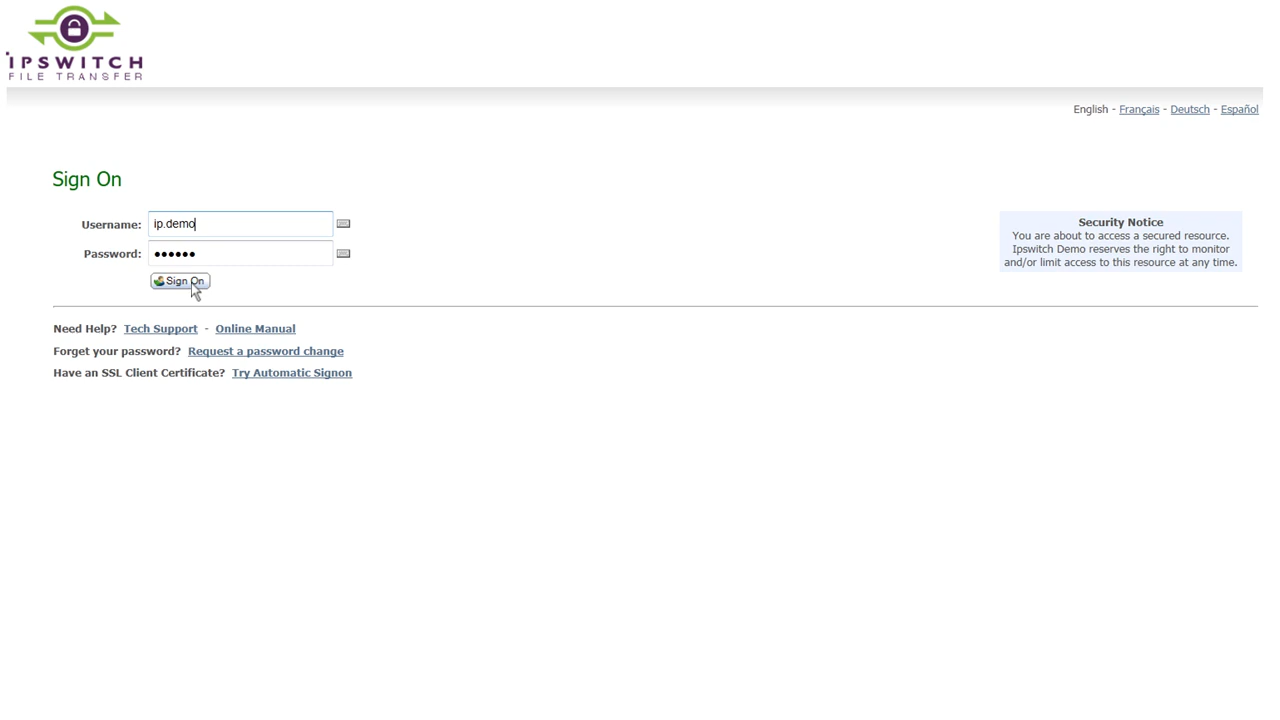 IPSWITCH
FILE TRANSFER
English - Français - Deutsch - Español
Sign On
Username: ip.demo
Password: ••••••
Sign On
Security Notice
You are about to access a secured resource.
Ipswitch Demo reserves the right to monitor
and/or limit access to this resource at any time.
Need Help? Tech Support - Online Manual
Forget your password? Request a password change
Have an SSL Client Certificate? Try Automatic Signon